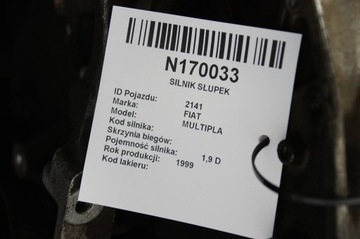 N170033
SILNIK SŁUPEK
ID Pojazdu: 2141
Marka: FIAT
Model: MULTIPLA
Kod silnika:
Skrzynia biegów:
Pojemność silnika: 1,9 D
Rok produkcji: 1999
Kod lakieru: